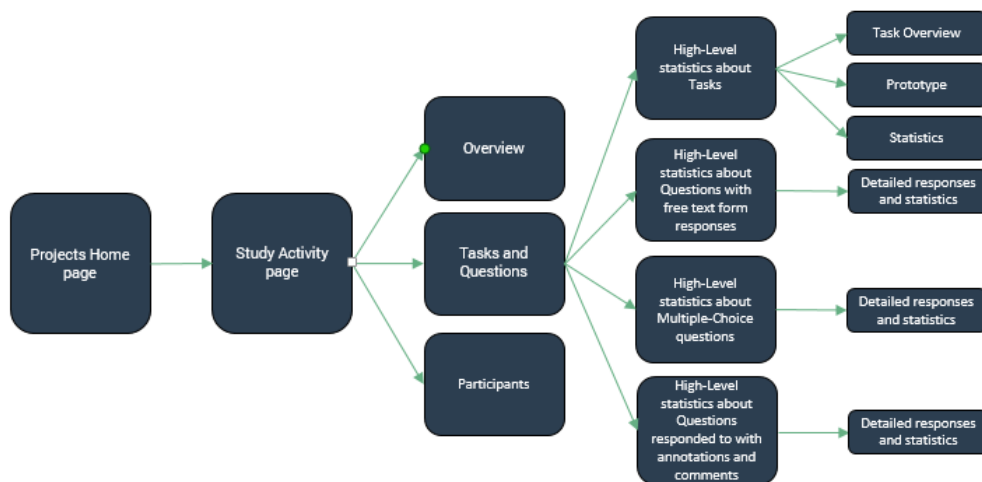 Projects Home
page
Study Activity
page
Overview
Tasks and
Questions
Participants
High-Level
statistics about
Tasks
High-Level
statistics about
Questions with
free text form
responses
High-Level
statistics about
Multiple-Choice
questions
High-Level
statistics about
Questions
responded to with
annotations and
comments
Task Overview
Prototype
Statistics
Detailed responses
and statistics
Detailed responses
and statistics
Detailed responses
and statistics